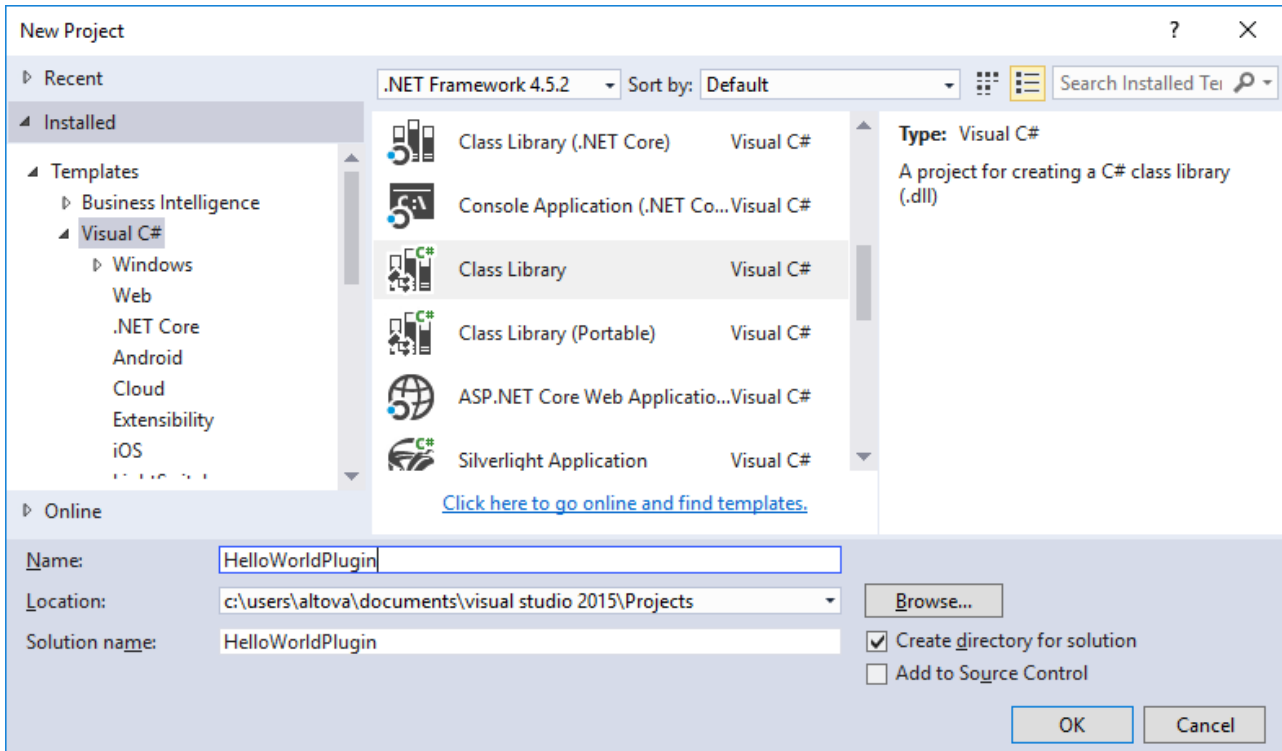 New Project
?
Recent
.NET Framework 4.5.2
Sort by:
Default
Search Installed Te
Installed
Templates
Business Intelligence
Visual C#
Windows
Web
.NET Core
Android
Cloud
Extensibility
iOS
Online
Class Library (.NET Core) Visual C#
Console Application (.NET Co... Visual C#
Class Library Visual C#
Class Library (Portable) Visual C#
ASP.NET Core Web Applicatio... Visual C#
Silverlight Application Visual C#
Click here to go online and find templates.
Type: Visual C#
A project for creating a C# class library
(.dll)
Name: HelloWorldPlugin
Location: c:\users\altova\documents\visual studio 2015\Projects
Browse...
Solution name: HelloWorldPlugin
Create directory for solution
Add to Source Control
OK
Cancel